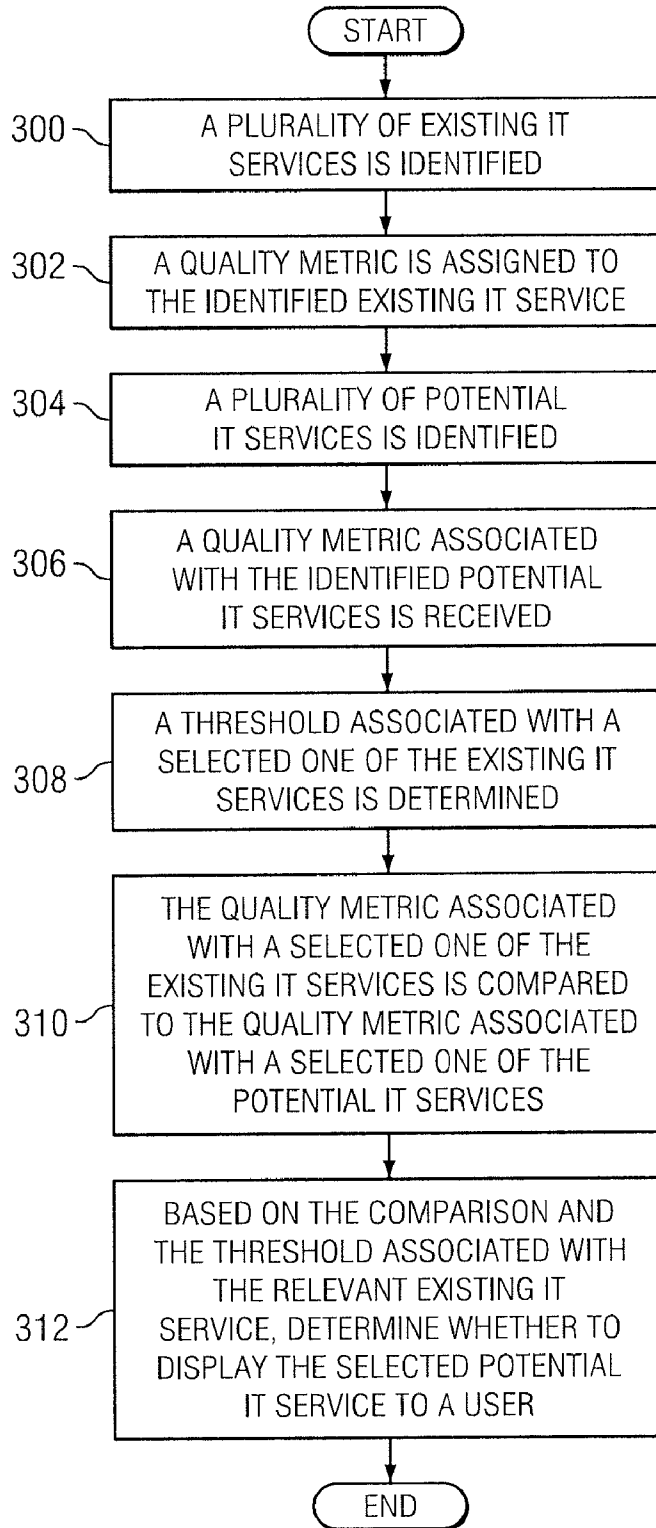 START
300
A PLURALITY OF EXISTING IT
SERVICES IS IDENTIFIED
302
A QUALITY METRIC IS ASSIGNED TO
THE IDENTIFIED EXISTING IT SERVICE
304
A PLURALITY OF POTENTIAL
IT SERVICES IS IDENTIFIED
306
A QUALITY METRIC ASSOCIATED
WITH THE IDENTIFIED POTENTIAL
IT SERVICES IS RECEIVED
308
A THRESHOLD ASSOCIATED WITH A
SELECTED ONE OF THE EXISTING IT
SERVICES IS DETERMINED
310
THE QUALITY METRIC ASSOCIATED
WITH A SELECTED ONE OF THE
EXISTING IT SERVICES IS COMPARED
TO THE QUALITY METRIC ASSOCIATED
WITH A SELECTED ONE OF THE
POTENTIAL IT SERVICES
312
BASED ON THE COMPARISON AND
THE THRESHOLD ASSOCIATED WITH
THE RELEVANT EXISTING IT
SERVICE, DETERMINE WHETHER TO
DISPLAY THE SELECTED POTENTIAL
IT SERVICE TO A USER
END